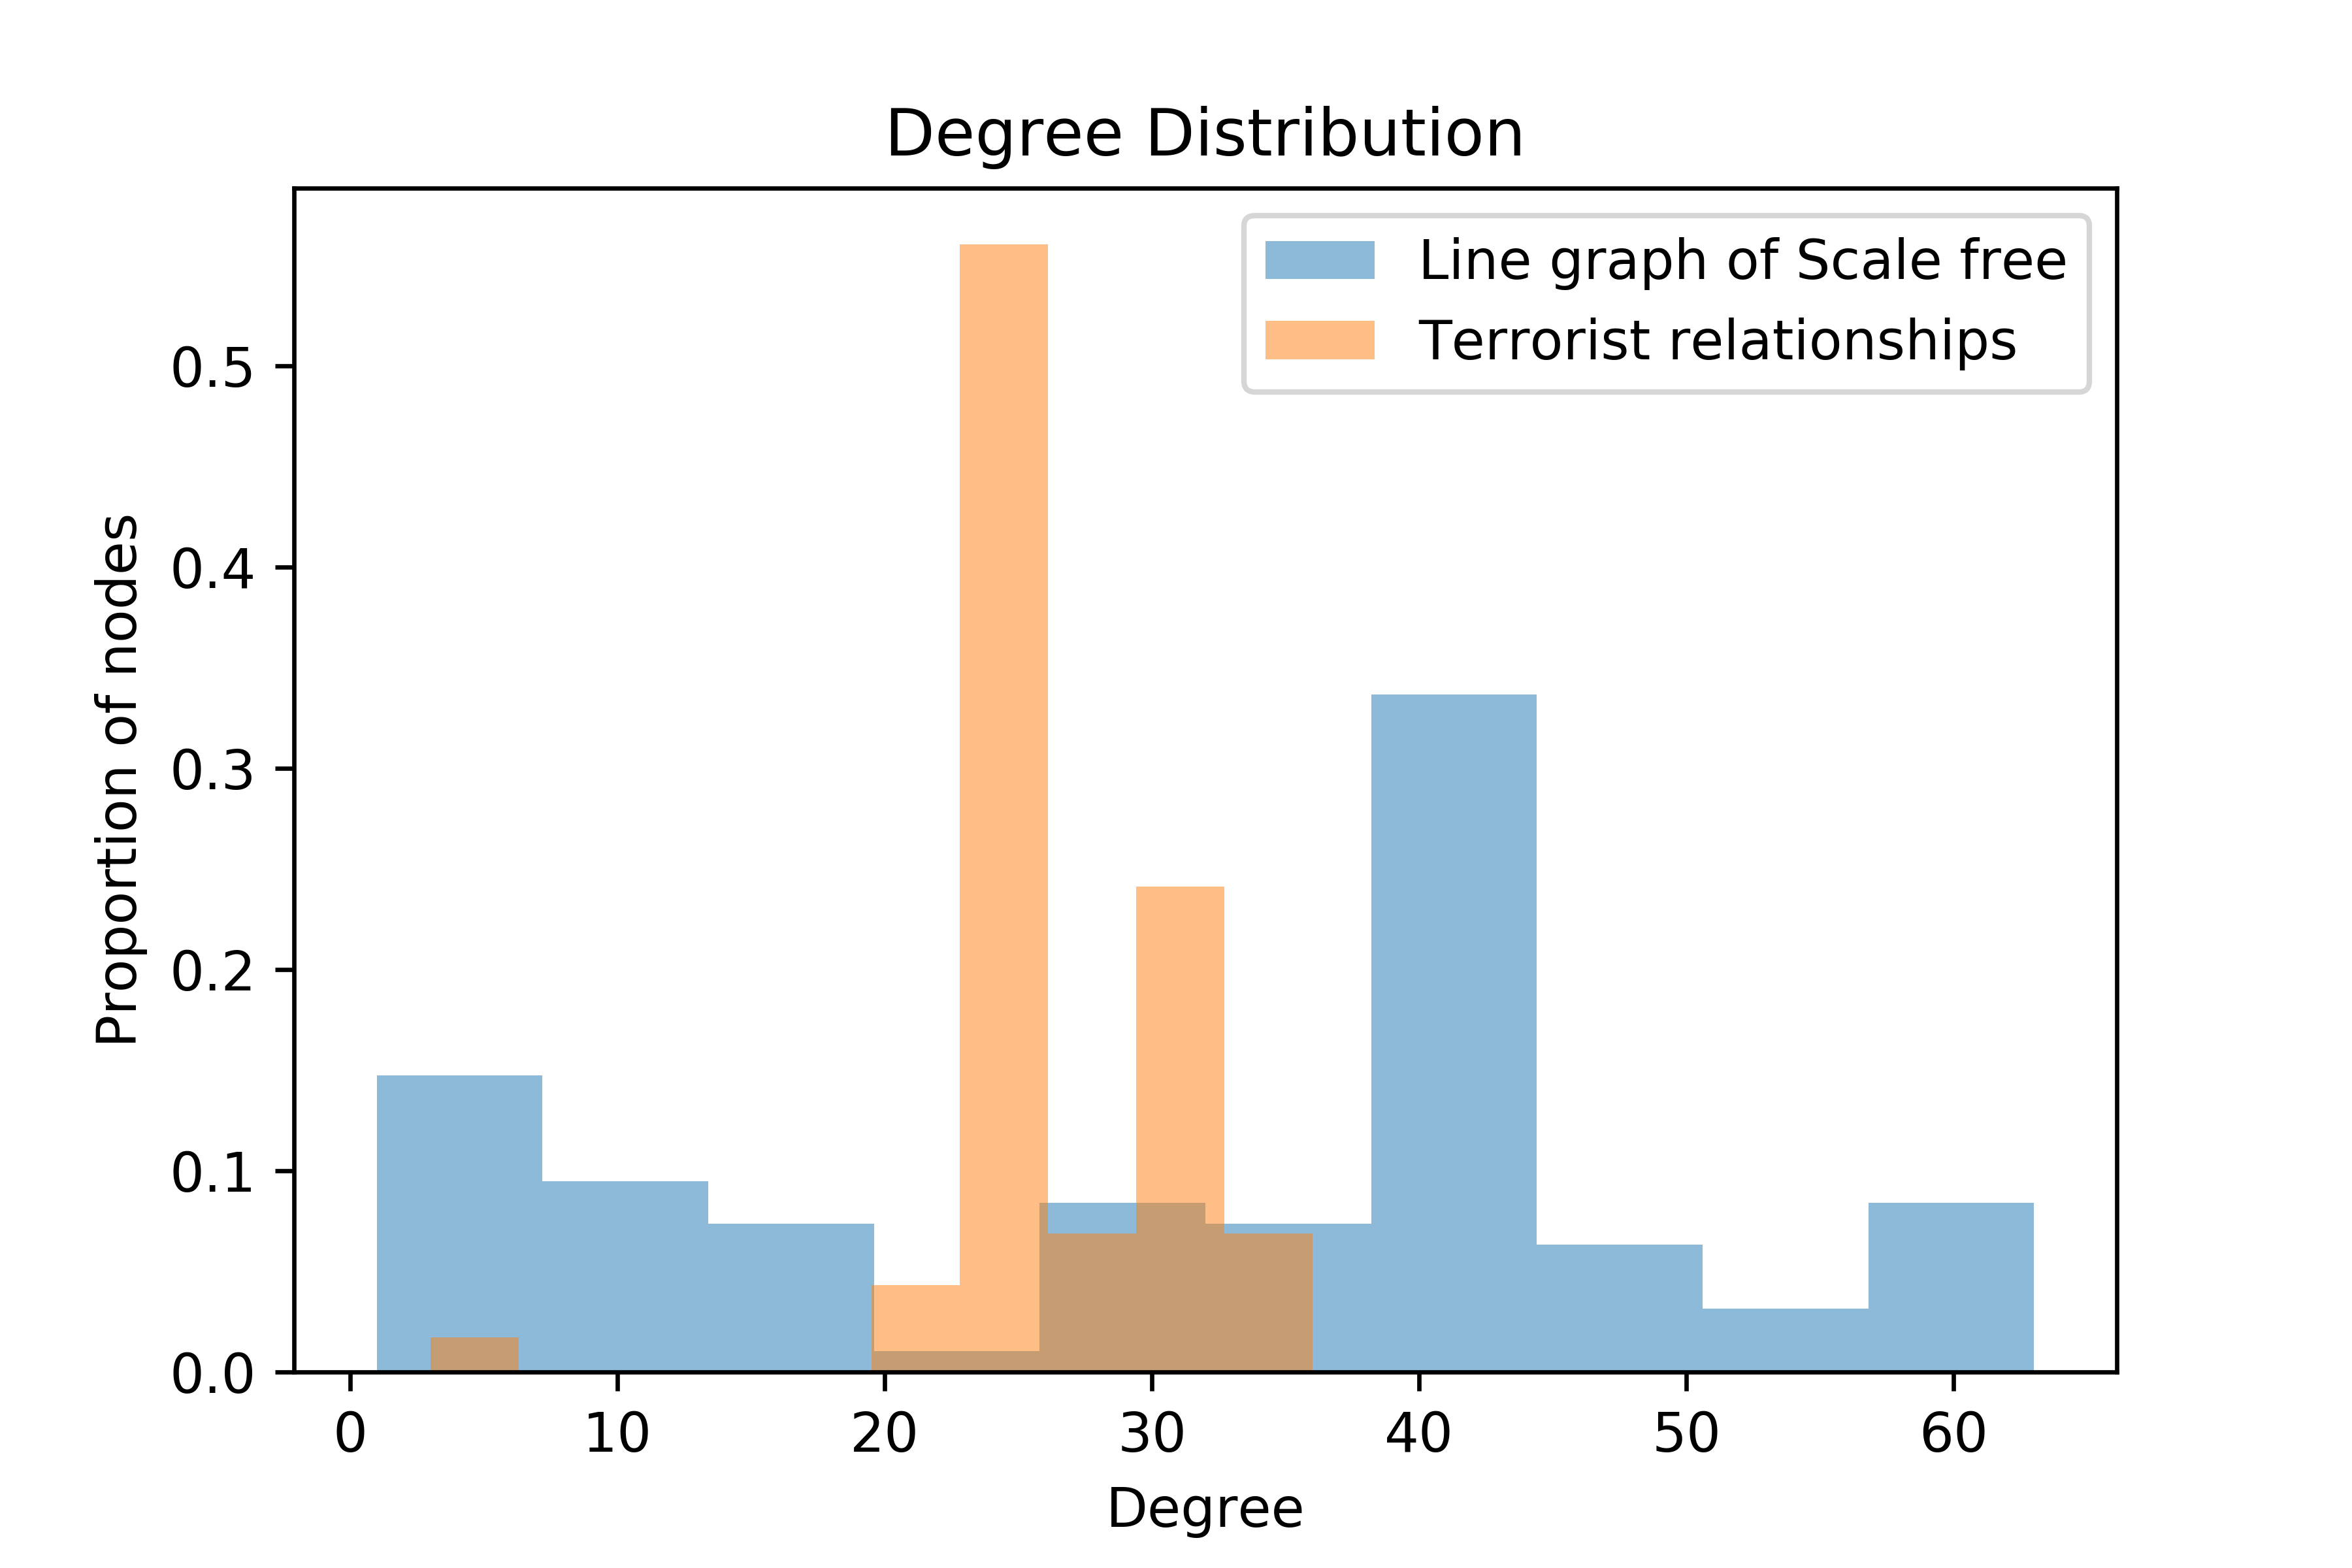 Degree Distribution
Line graph of Scale free
Terrorist relationships
Proportion of nodes
0.5
0.4
0.3
0.2
0.1
0.0
0 10 20 30 40 50 60
Degree